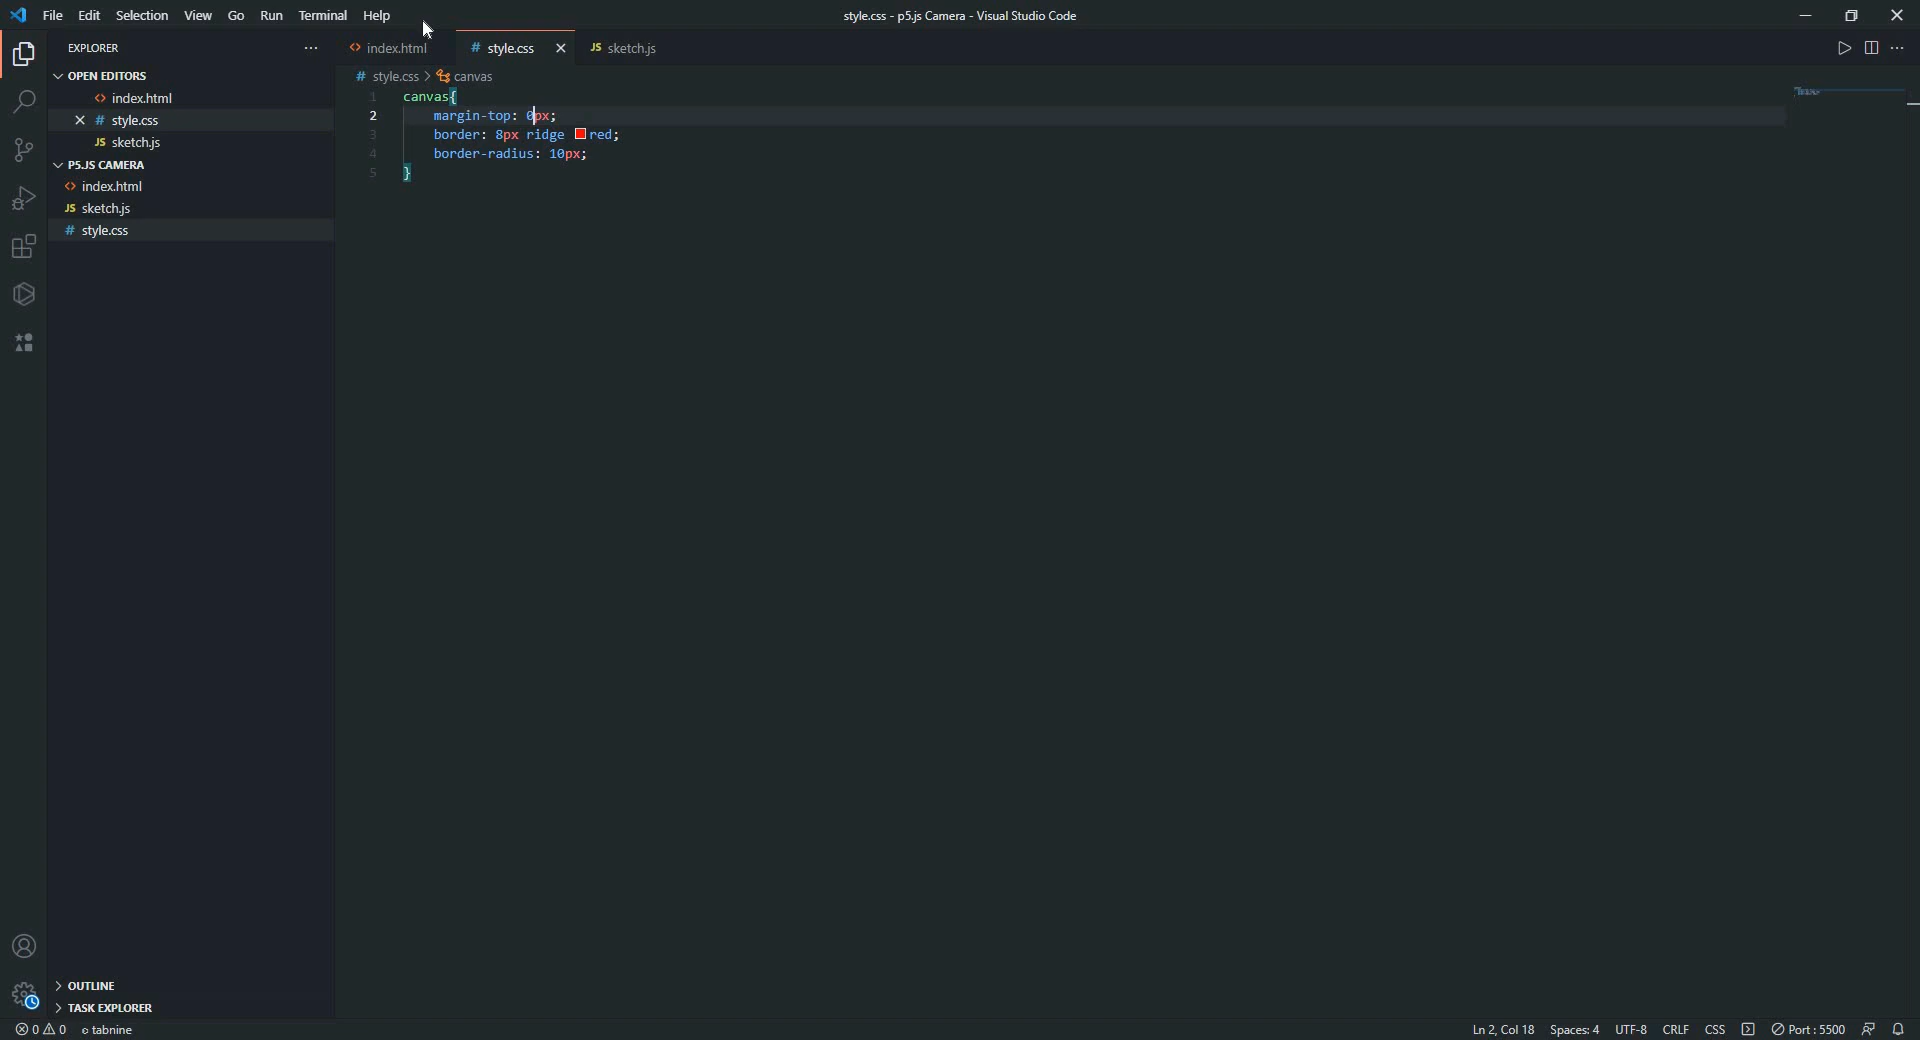 File Edit Selection View Go Run Terminal Help
style.css - p5.js Camera - Visual Studio Code
EXPLORER
OPEN EDITORS
index.html
style.css
sketch.js
P5.JS CAMERA
index.html
sketch.js
style.css
OUTLINE
TASK EXPLORER
index.html
# style.css
JS sketch.js
# style.css > canvas
1 canvas{
2 margin-top: 0px;
3 border: 8px ridge red;
4 border-radius: 10px;
5 }
0 0 tabnine
Ln 2, Col 18 Spaces: 4 UTF-8 CRLF CSS Port : 5500